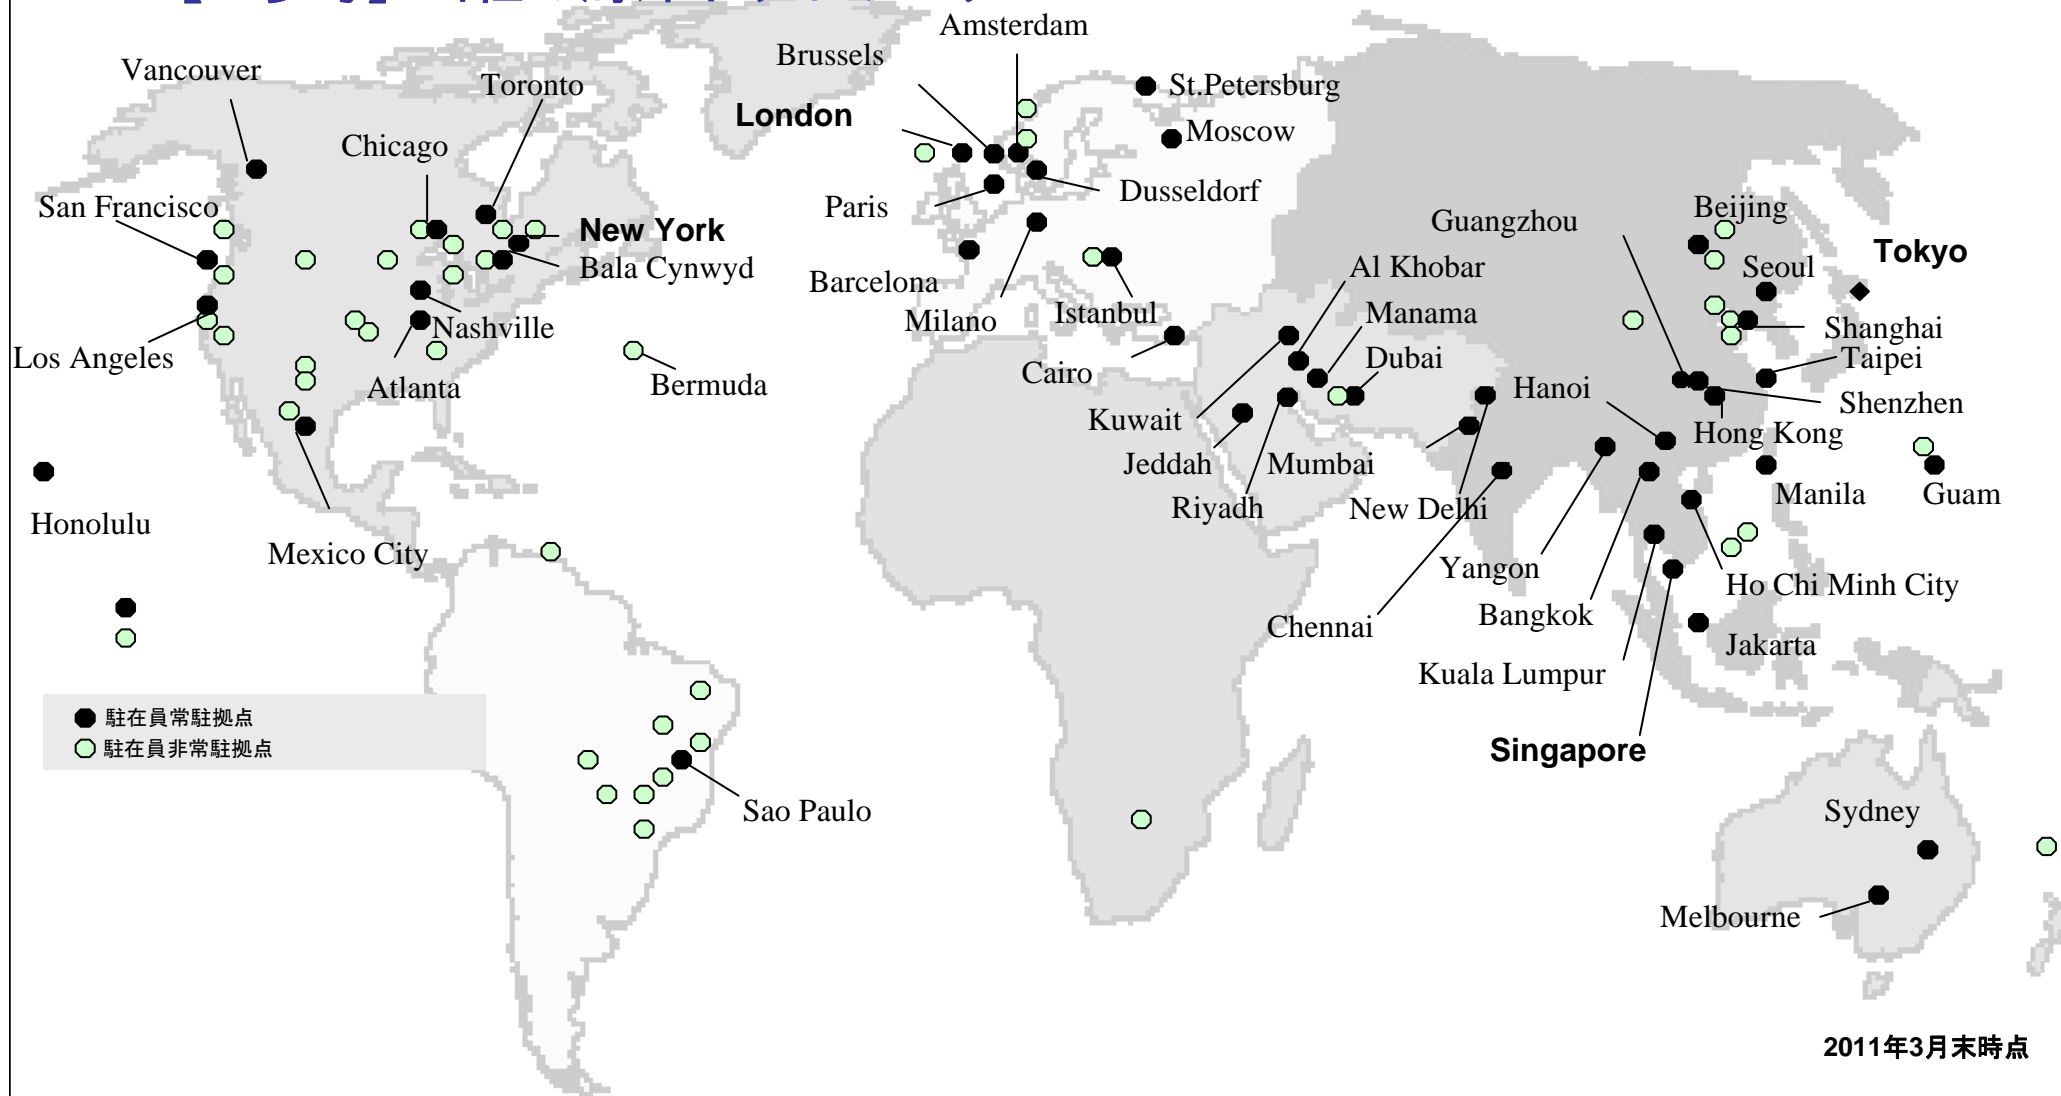 Amsterdam
Brussels
Vancouver
Toronto
St.Petersburg
London
Moscow
Chicago
Dusseldorf
San Francisco
Paris
Beijing
Guangzhou
New York
Tokyo
Bala Cynwyd
Al Khobar
Seoul
Barcelona
Milano
Istanbul
Manama
Nashville
Shanghai
Los Angeles
Dubai
Taipei
Cairo
Atlanta
Bermuda
Hanoi
Shenzhen
Kuwait
Hong Kong
Jeddah
Mumbai
Manila
Guam
Riyadh
New Delhi
Honolulu
Mexico City
Yangon
Ho Chi Minh City
Bangkok
Chennai
Jakarta
Kuala Lumpur
駐在員常駐拠点
駐在員非常駐拠点
Singapore
Sao Paulo
Sydney
Melbourne
2011年3月末時点